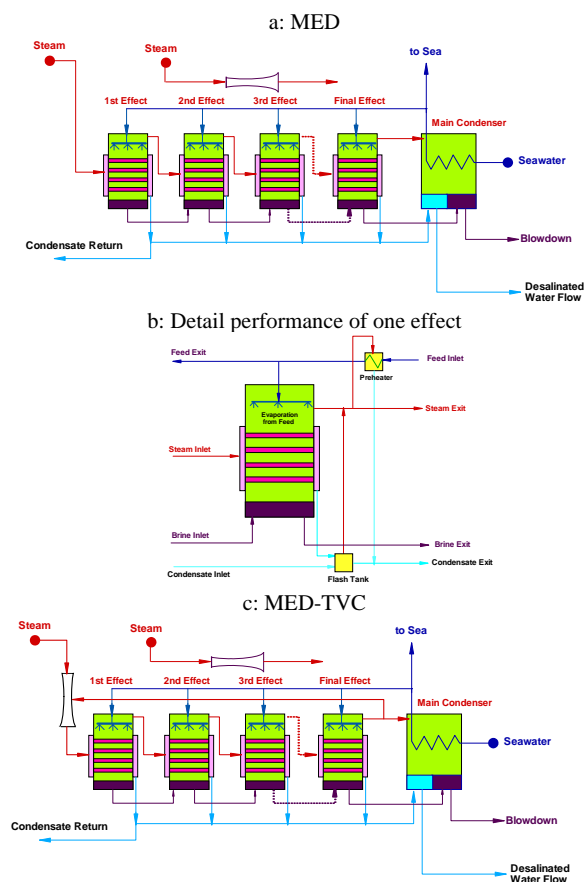 a: MED
Steam
Steam
to Sea
1st Effect
2nd Effect
3rd Effect
Final Effect
Main Condenser
Seawater
Condensate Return
Blowdown
Desalinated
Water Flow
b: Detail performance of one effect
Feed Exit
Feed Inlet
Preheater
Evaporation
from Feed
Steam Exit
Steam Inlet
Brine Inlet
Brine Exit
Condensate Inlet
Condensate Exit
Flash Tank
c: MED-TVC
Steam
Steam
to Sea
1st Effect
2nd Effect
3rd Effect
Final Effect
Main Condenser
Seawater
Condensate Return
Blowdown
Desalinated
Water Flow